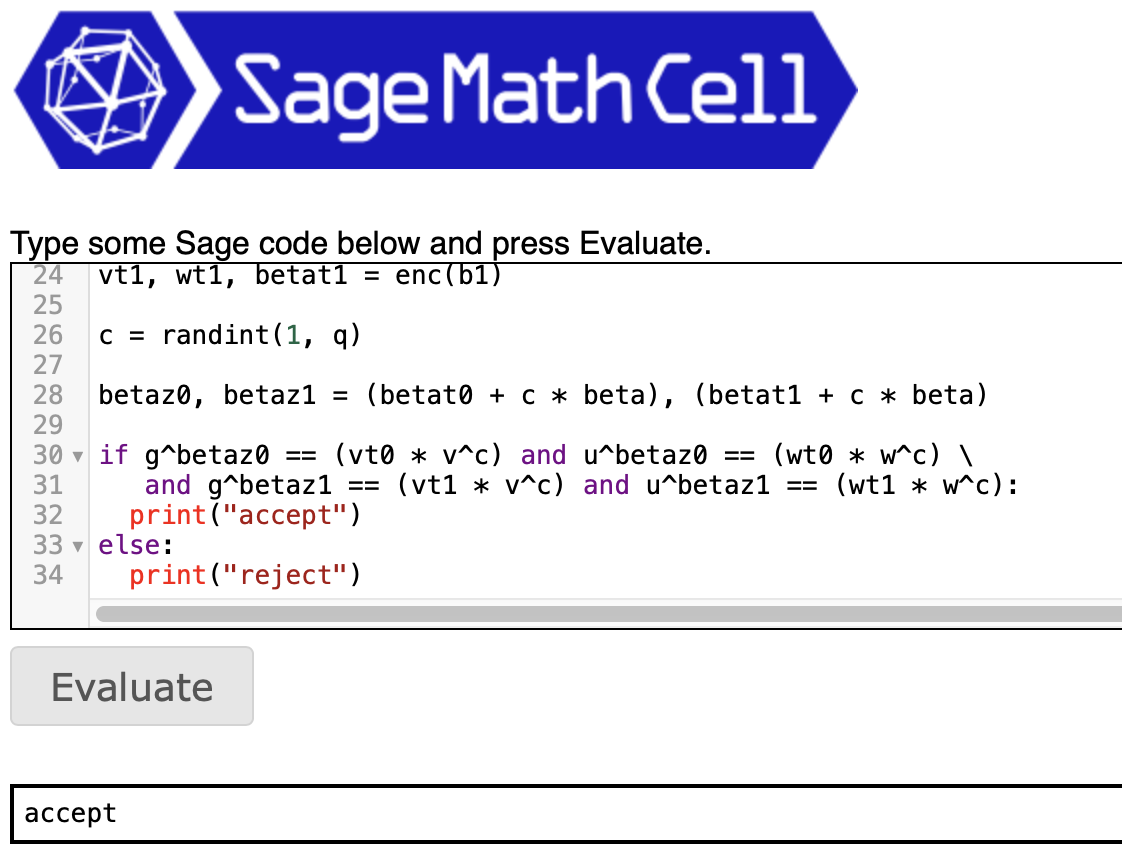 SageMathCell
Type some Sage code below and press Evaluate.
24 vt1, wt1, betat1 = enc(b1)
25
26 c = randint(1, q)
27
28 betaz0, betaz1 = (betat0 + c * beta), (betat1 + c * beta)
29
30 if g^betaz0 == (vt0 * v^c) and u^betaz0 == (wt0 * w^c) \
31 and g^betaz1 == (vt1 * v^c) and u^betaz1 == (wt1 * w^c):
32 print("accept")
33 else:
34 print("reject")
Evaluate
accept